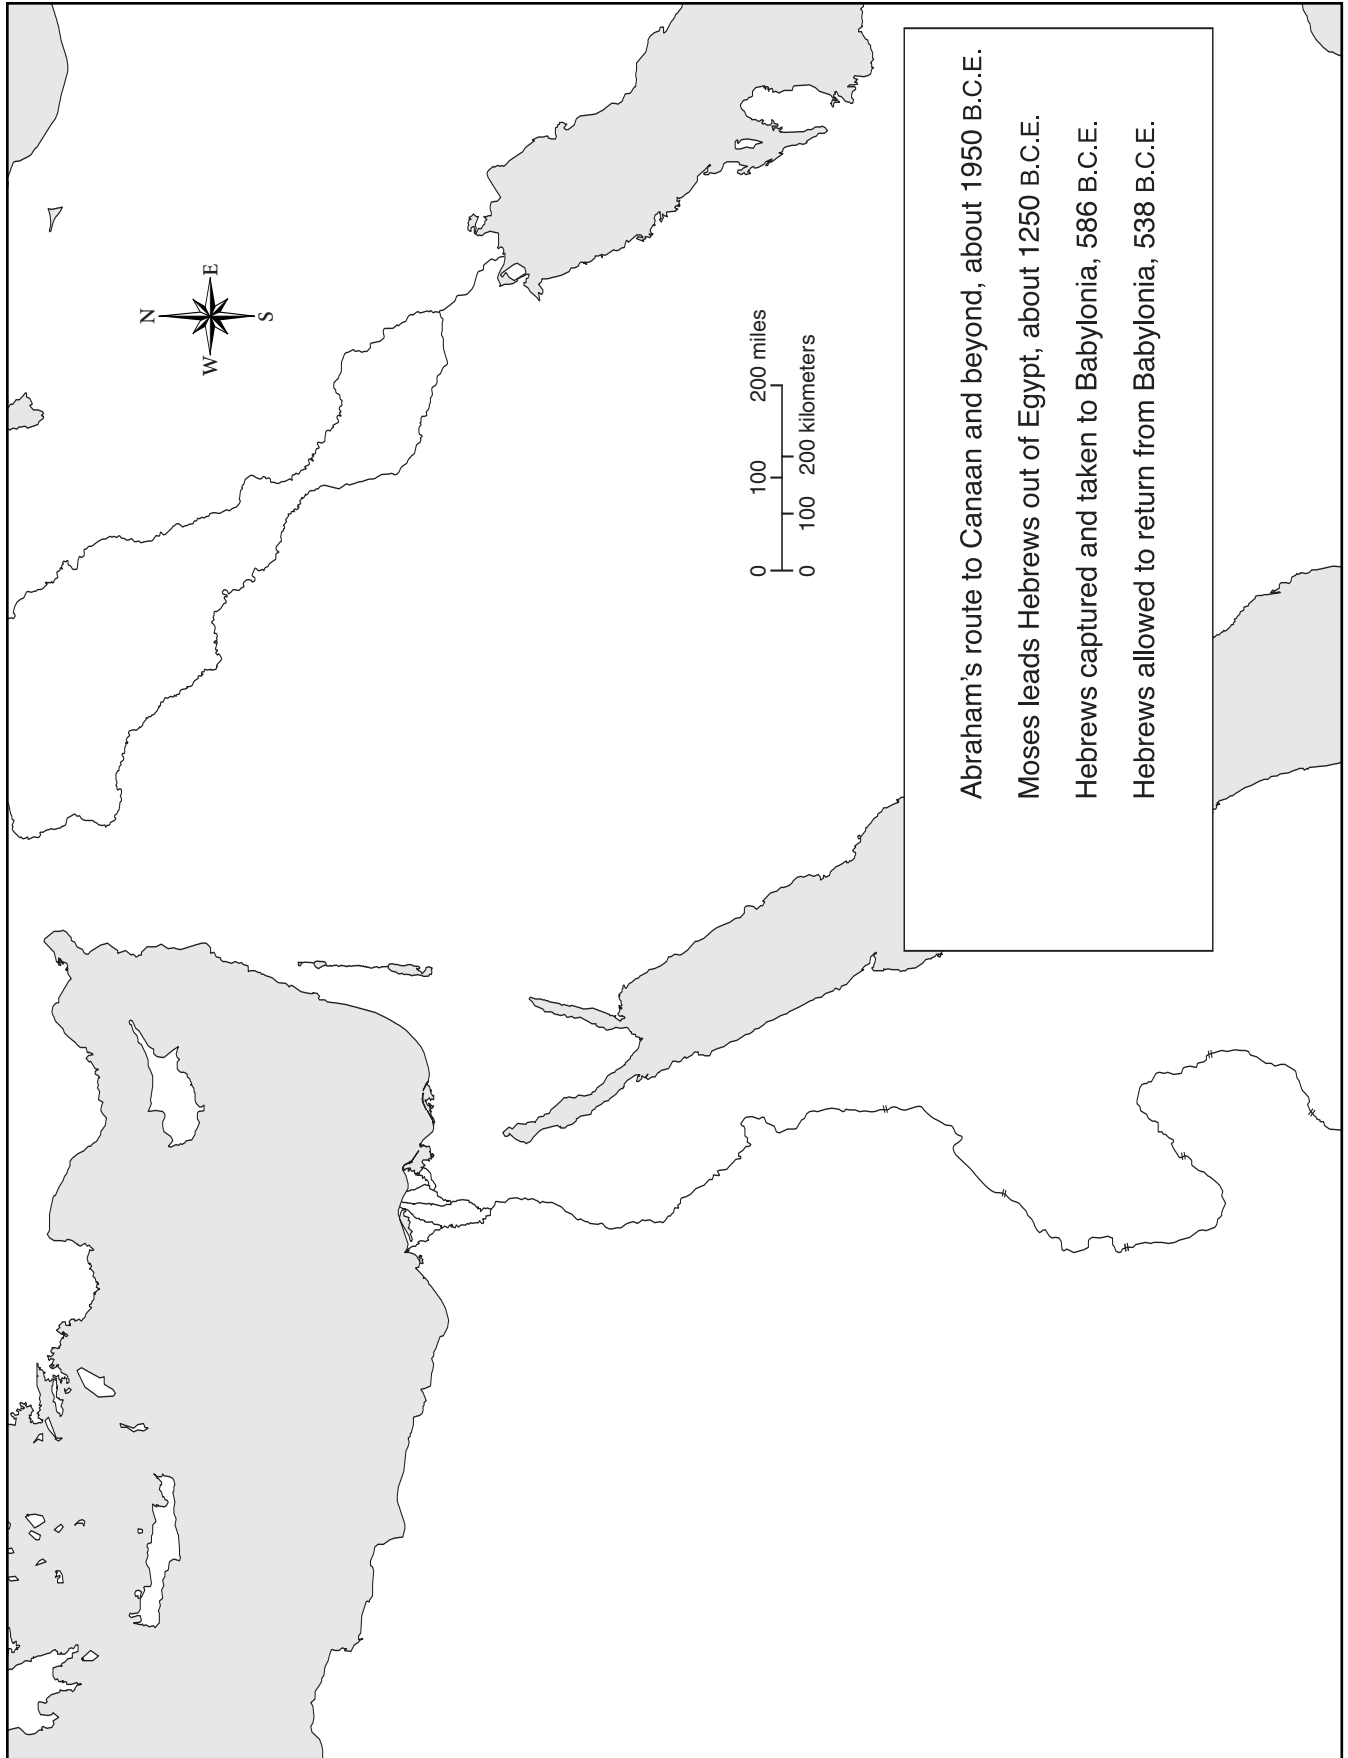 N
W E
S
0 100 200 miles
0 100 200 kilometers
Abraham’s route to Canaan and beyond, about 1950 B.C.E.
Moses leads Hebrews out of Egypt, about 1250 B.C.E.
Hebrews captured and taken to Babylonia, 586 B.C.E.
Hebrews allowed to return from Babylonia, 538 B.C.E.